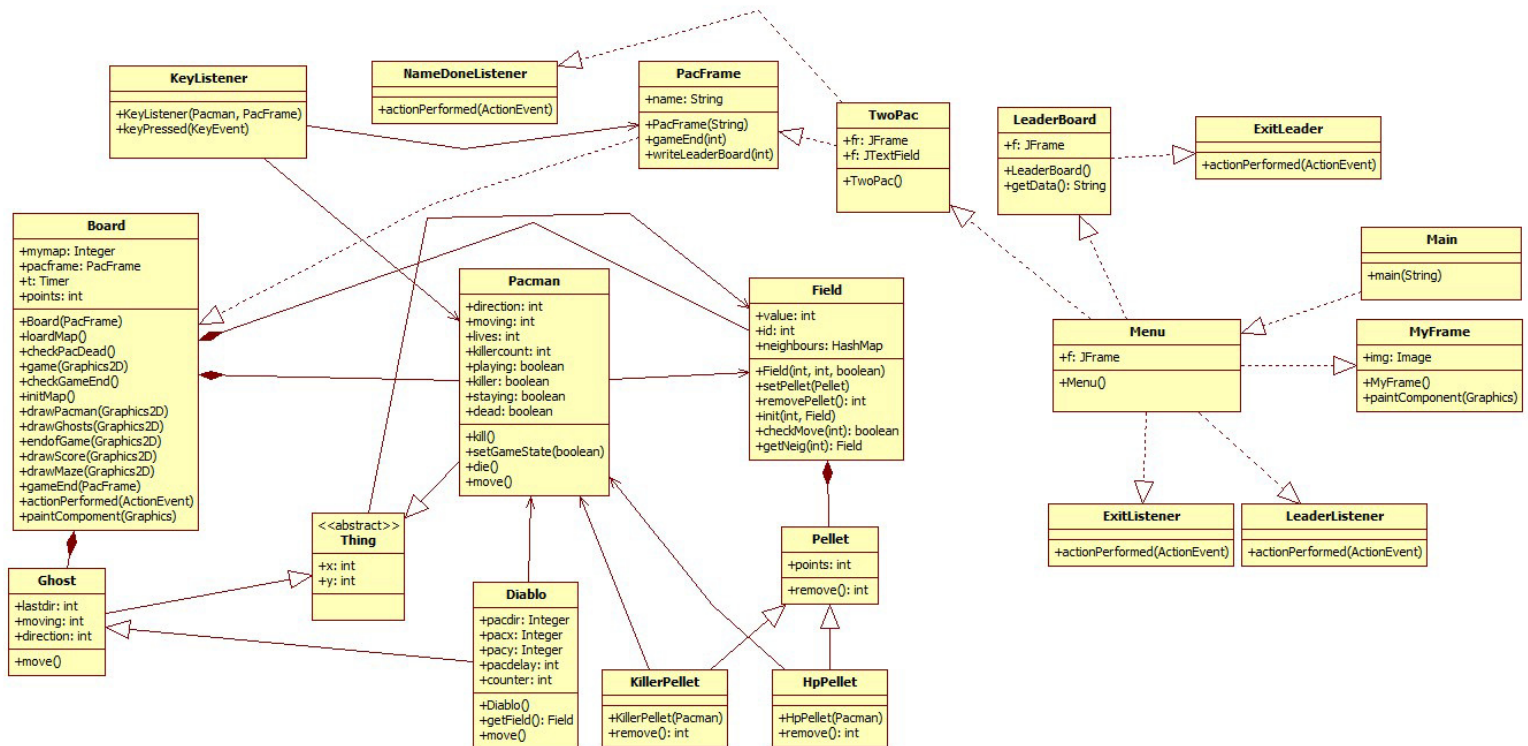 KeyListener
+KeyListener(Pacman, PacFrame)
+keyPressed(KeyEvent)
NameDoneListener
+actionPerformed(ActionEvent)
PacFrame
+name: String
+PacFrame(String)
+gameEnd(int)
+writeLeaderBoard(int)
TwoPac
+fr: JFrame
+f: JTextField
+TwoPac()
LeaderBoard
+f: JFrame
+LeaderBoard()
+getData(): String
ExitLeader
+actionPerformed(ActionEvent)
Board
+mymap: Integer
+pacframe: PacFrame
+t: Timer
+points: int
+Board(PacFrame)
+loardMap()
+checkPacDead()
+game(Graphics2D)
+checkGameEnd()
+initMap()
+drawPacman(Graphics2D)
+drawGhosts(Graphics2D)
+endofGame(Graphics2D)
+drawScore(Graphics2D)
+drawMaze(Graphics2D)
+gameEnd(PacFrame)
+actionPerformed(ActionEvent)
+paintCompoment(Graphics)
Pacman
+direction: int
+moving: int
+lives: int
+killercount: int
+playing: boolean
+killer: boolean
+staying: boolean
+dead: boolean
+kill()
+setGameState(boolean)
+die()
+move()
Field
+value: int
+id: int
+neighbours: HashMap
+Field(int, int, boolean)
+setPellet(Pellet)
+removePellet(): int
+init(int, Field)
+checkMove(int): boolean
+getNeig(int): Field
Main
+main(String)
Menu
+f: JFrame
+Menu()
MyFrame
+img: Image
+MyFrame()
+paintComponent(Graphics)
ExitListener
+actionPerformed(ActionEvent)
LeaderListener
+actionPerformed(ActionEvent)
<<abstract>>
Thing
+x: int
+y: int
Ghost
+lastdir: int
+moving: int
+direction: int
+move()
Diablo
+pacdir: Integer
+pacx: Integer
+pacy: Integer
+pacdelay: int
+counter: int
+Diablo()
+getField(): Field
+move()
Pellet
+points: int
+remove(): int
KillerPellet
+KillerPellet(Pacman)
+remove(): int
HpPellet
+HpPellet(Pacman)
+remove(): int